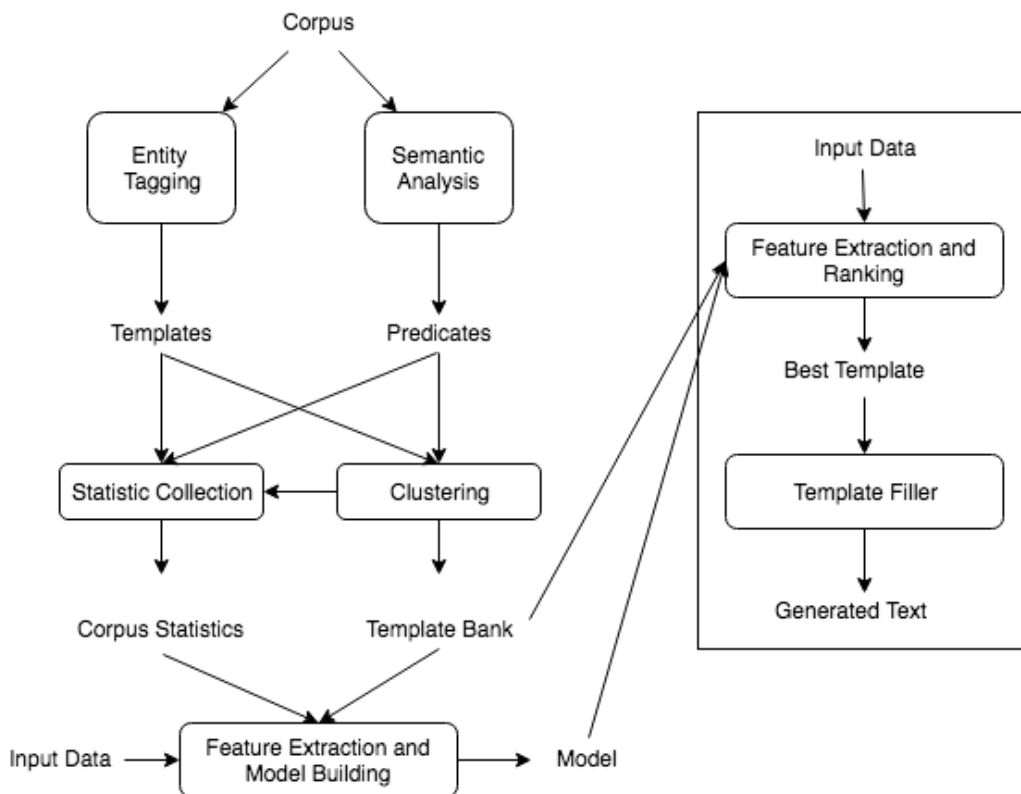 Corpus
Entity
Tagging
Semantic
Analysis
Templates
Predicates
Statistic Collection
Clustering
Corpus Statistics
Template Bank
Input Data
Feature Extraction and
Model Building
Model
Input Data
Feature Extraction and
Ranking
Best Template
Template Filler
Generated Text